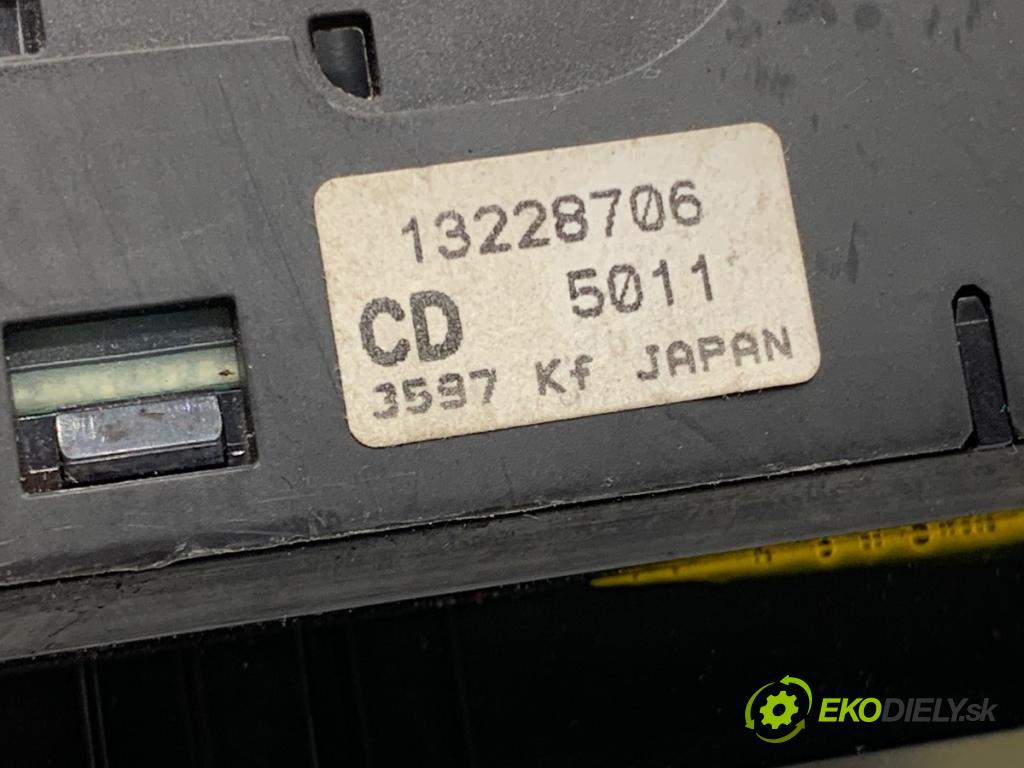 13228706
CD 5011
3597 Kf JAPAN
EKODIELY.sk